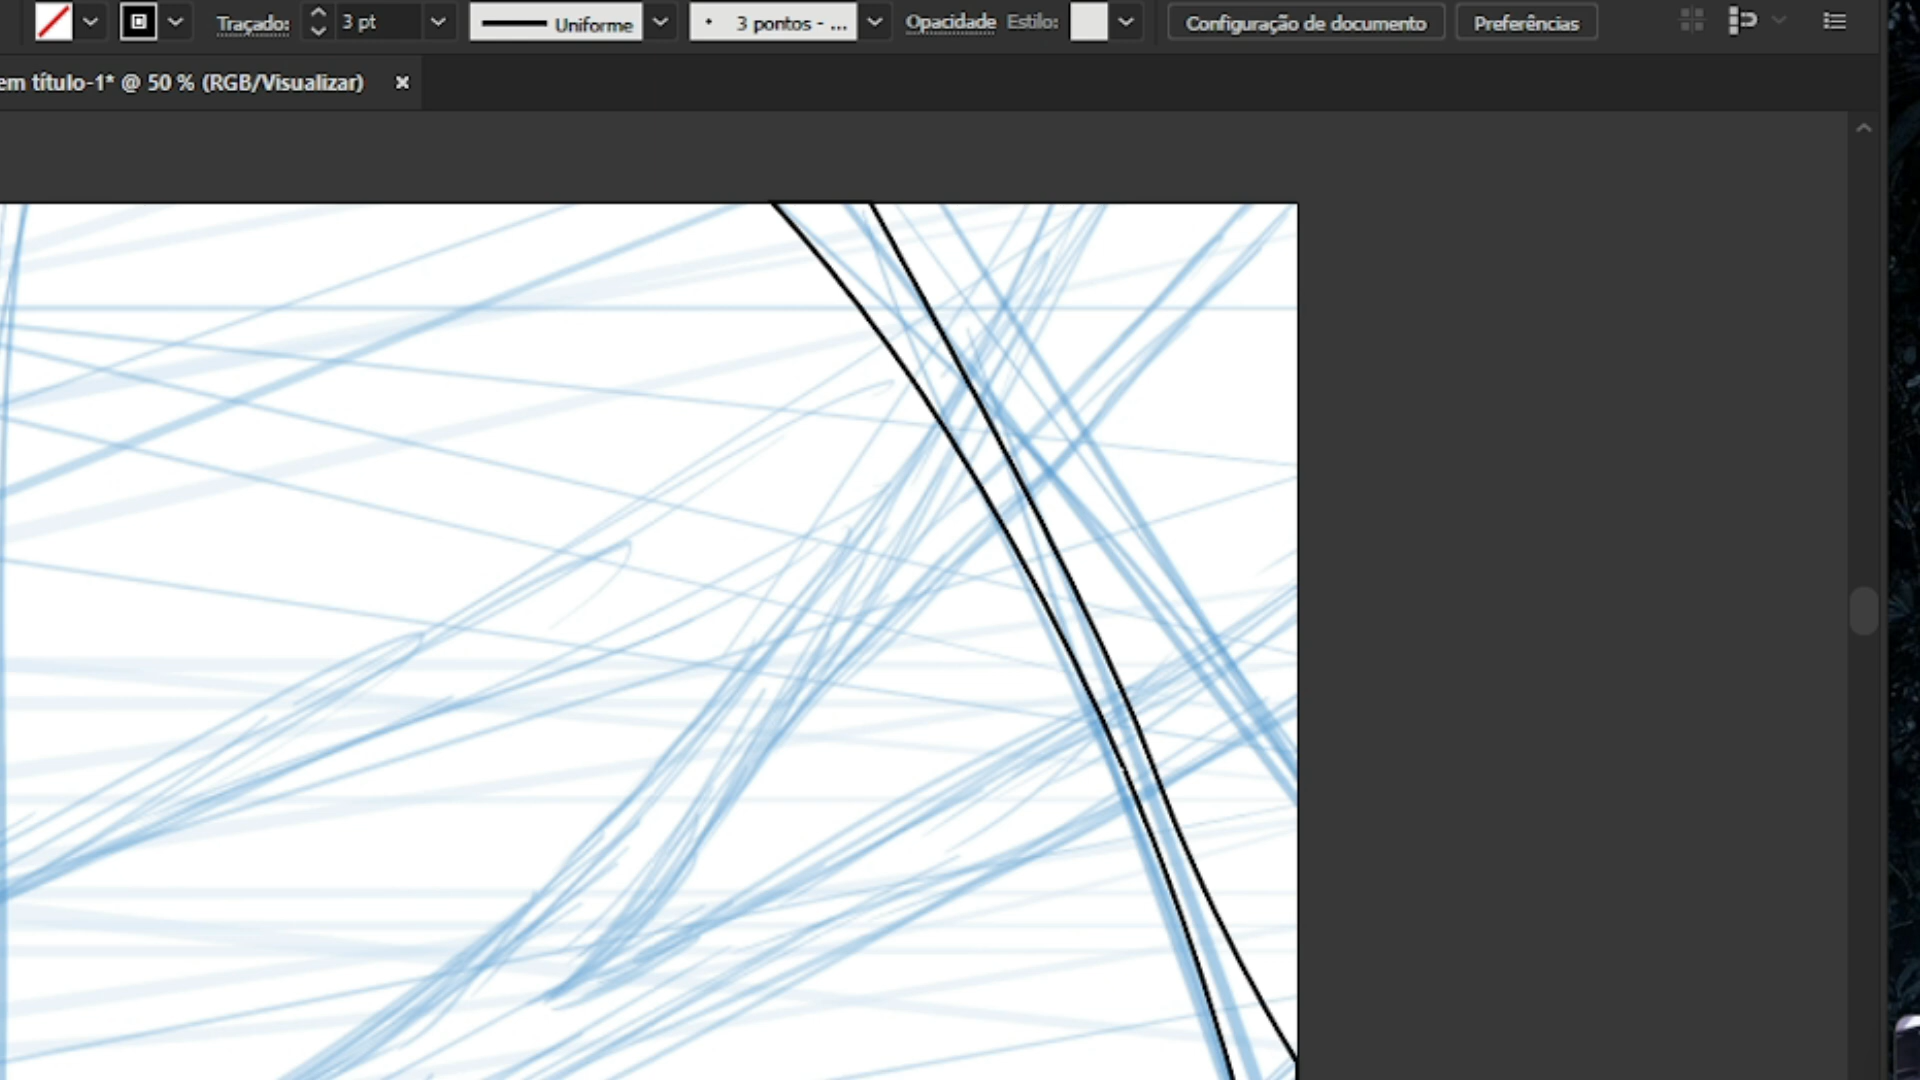 Traçado: 3 pt Uniforme 3 pontos - ... Opacidade Estilo: Configuração de documento Preferências
em título-1* @ 50 % (RGB/Visualizar) ×